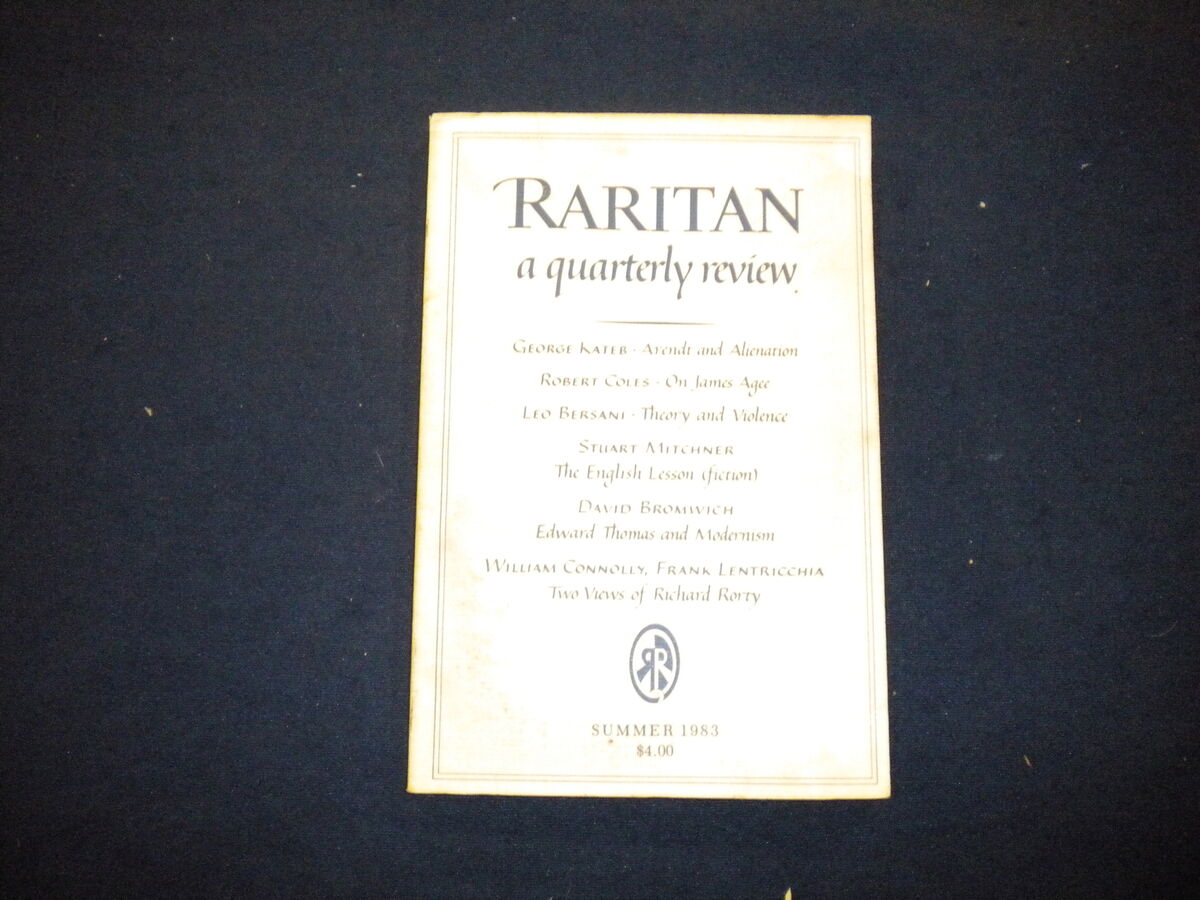 RARITAN
a quarterly review
GEORGE KATEB · Arendt and Alienation
ROBERT COLES · On James Agee
LEO BERSANI · Theory and Violence
STUART MITCHNER
The English Lesson (fiction)
DAVID BROMWICH
Edward Thomas and Modernism
WILLIAM CONNOLLY, FRANK LENTRICCHIA
Two Views of Richard Rorty
RR
SUMMER 1983
$4.00